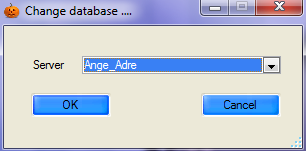 Change database ....
Server Ange_Adre
OK Cancel